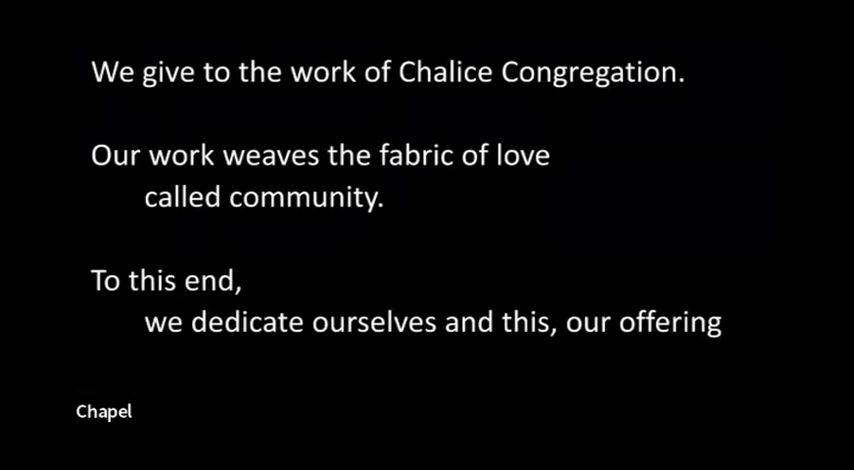 We give to the work of Chalice Congregation.
Our work weaves the fabric of love
called community.
To this end,
we dedicate ourselves and this, our offering
Chapel